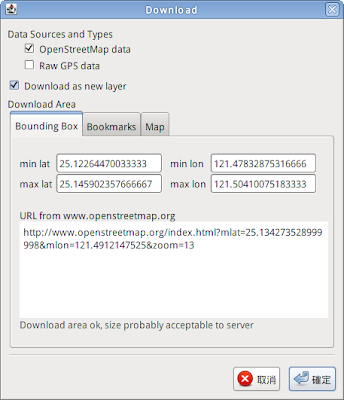 Download
Data Sources and Types
OpenStreetMap data
Raw GPS data
Download as new layer
Download Area
Bounding Box Bookmarks Map
min lat 25.12264470033333 min lon 121.47832875316666
max lat 25.145902357666667 max lon 121.50410075183333
URL from www.openstreetmap.org
http://www.openstreetmap.org/index.html?mlat=25.134273528999
998&mlon=121.4912147525&zoom=13
Download area ok, size probably acceptable to server
取消 確定